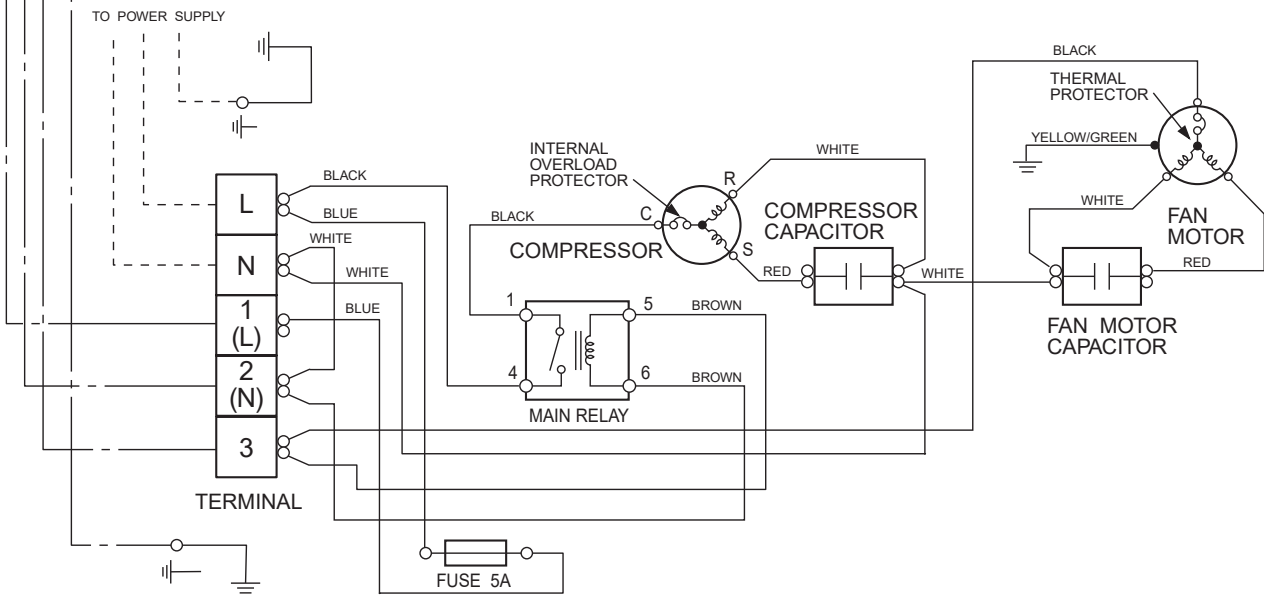 TO POWER SUPPLY
BLACK
THERMAL
PROTECTOR
YELLOW/GREEN
INTERNAL
OVERLOAD
PROTECTOR
WHITE
R
L
BLACK
BLUE
WHITE
BLACK
C
COMPRESSOR
S
COMPRESSOR
CAPACITOR
WHITE
FAN
MOTOR
N
WHITE
RED
WHITE
RED
1
(L)
BLUE
1
5
BROWN
FAN MOTOR
CAPACITOR
2
(N)
4
6
BROWN
MAIN RELAY
3
TERMINAL
FUSE 5A